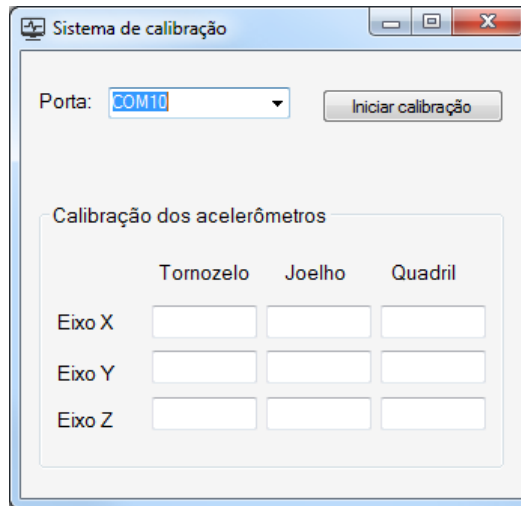 Sistema de calibração
Porta: COM10 Iniciar calibração
Calibração dos acelerômetros
Tornozelo Joelho Quadril
Eixo X
Eixo Y
Eixo Z